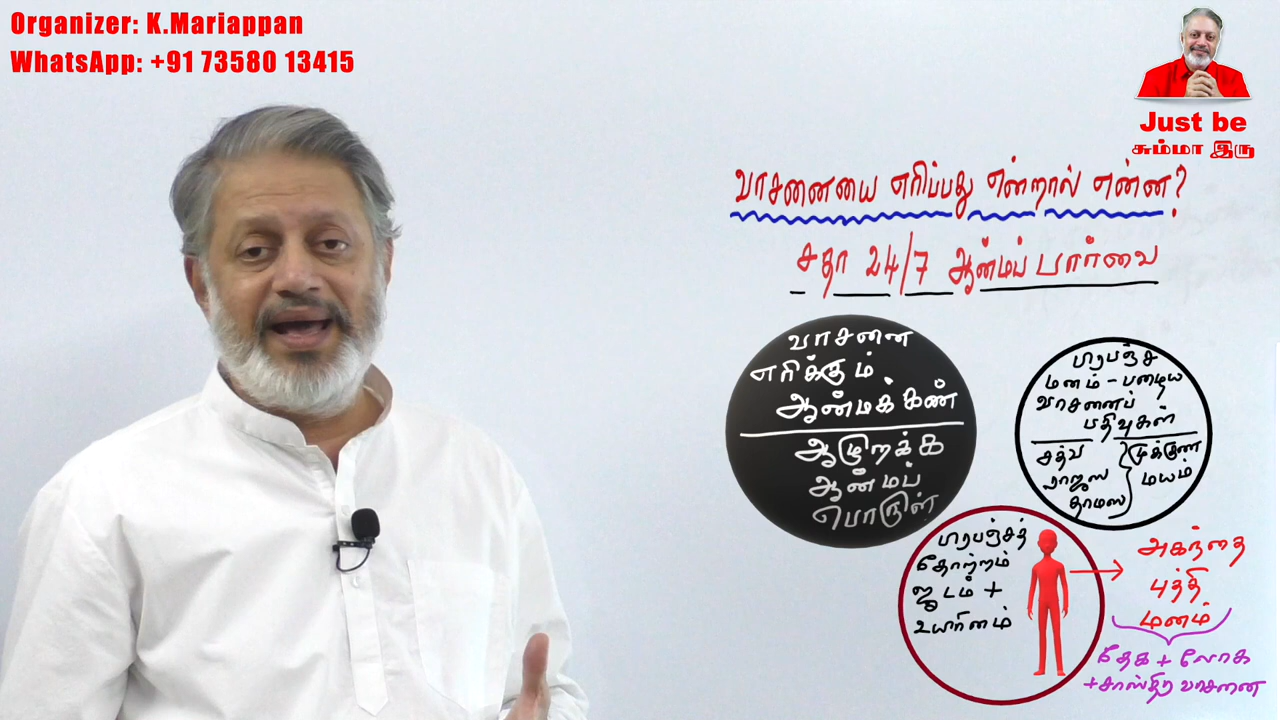 Organizer: K.Mariappan
WhatsApp: +91 73580 13415
Just be
சும்மா இரு
வாசனையை எரிப்பது என்றால் என்ன?
சதா 24/7 ஆன்மப் பார்வை
வாசனை
எரிக்கும்
ஆன்மக் கண்
ஆழுறக்க
ஆன்மப்
பொருள்
பிரபஞ்ச
மனம் - பழைய
வாசனைப்
பதிவுகள்
சத்வ
ராஜஸ
தாமஸ
முக்குண
மயம்
பிரபஞ்சத்
தோற்றம்
ஜடம் +
உயிரினம்
அகந்தை
புத்தி
மனம்
தேக + லோக
+ சாஸ்திர வாசனை